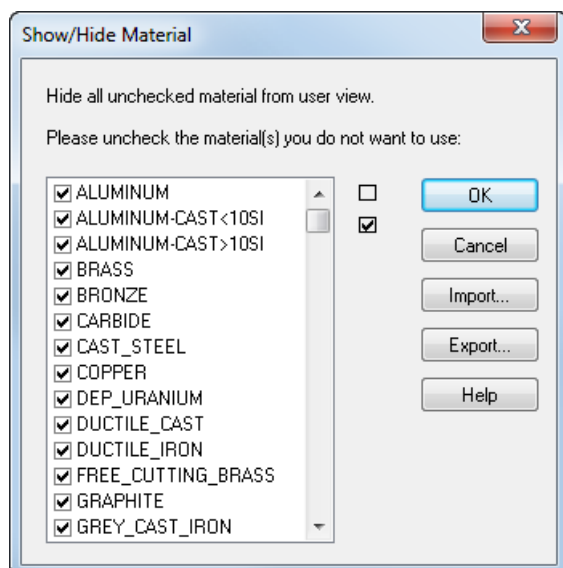 Show/Hide Material
Hide all unchecked material from user view.
Please uncheck the material(s) you do not want to use:
ALUMINUM
ALUMINUM-CAST<10SI
ALUMINUM-CAST>10SI
BRASS
BRONZE
CARBIDE
CAST_STEEL
COPPER
DEP_URANIUM
DUCTILE_CAST
DUCTILE_IRON
FREE_CUTTING_BRASS
GRAPHITE
GREY_CAST_IRON
OK
Cancel
Import...
Export...
Help